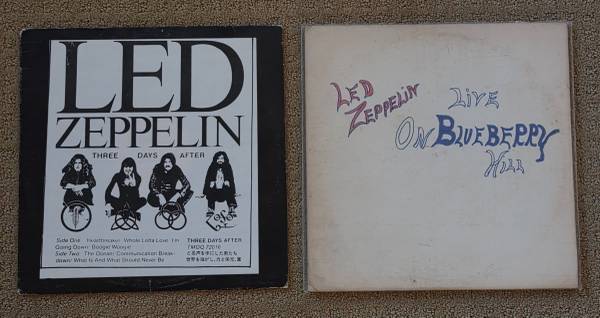 LED
ZEPPELIN
THREE DAYS AFTER
Side One Heartbreaker Whole Lotta Love I'm
Going Down Boogie Woogie
Side Two The Ocean Communication Break-
down What Is And What Should Never Be
THREE DAYS AFTER
TMOQ 72016
LED
ZEPPELIN
LIVE
ON BLUEBERRY
HILL